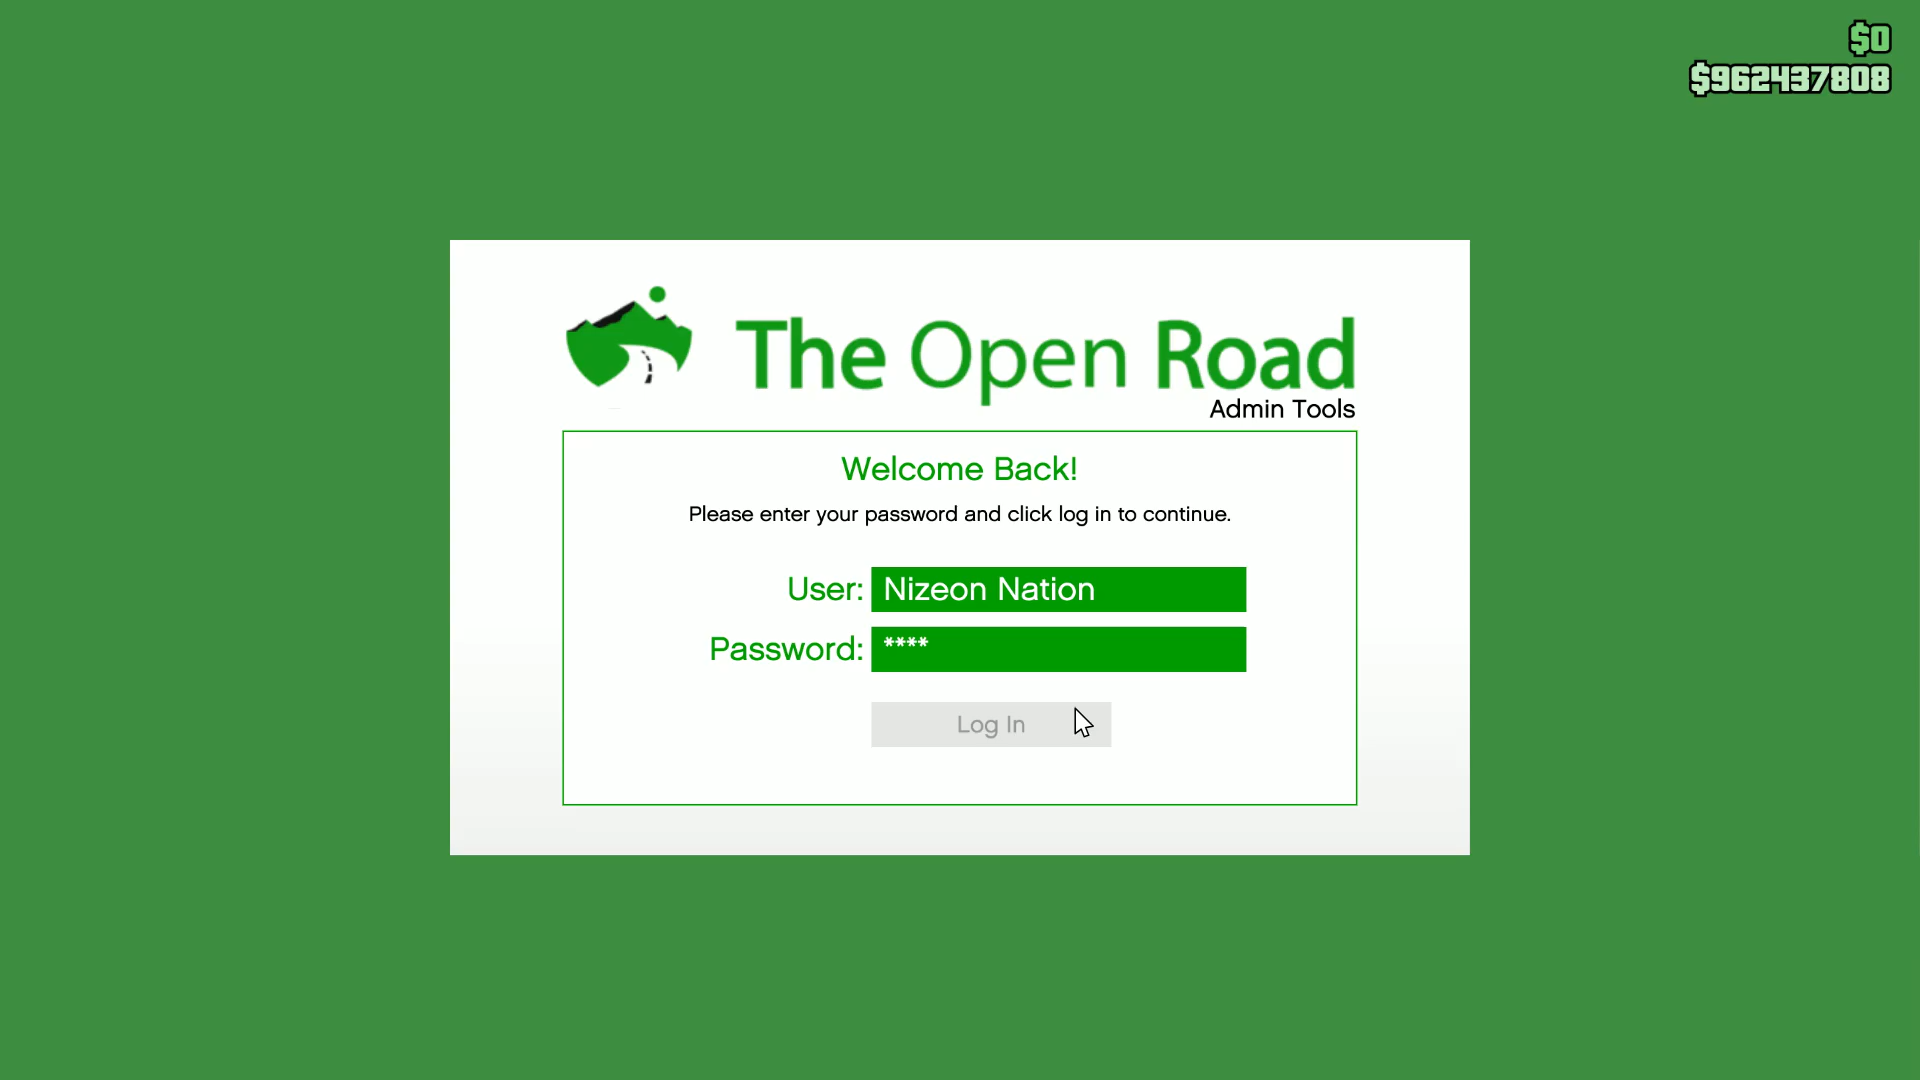 $0
$962437808
The Open Road
Admin Tools
Welcome Back!
Please enter your password and click log in to continue.
User: Nizeon Nation
Password: ****
Log In